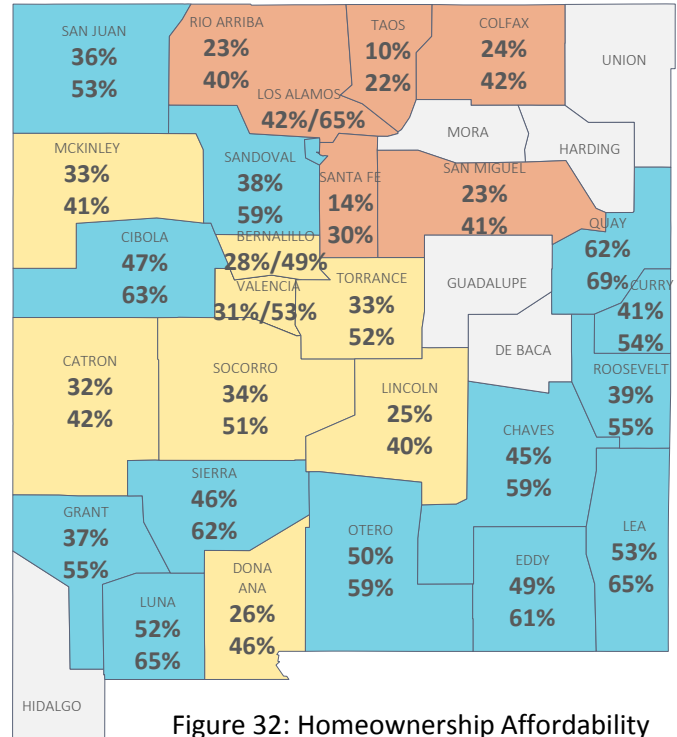 SAN JUAN
36%
53%
RIO ARRIBA
23%
40%
TAOS
10%
22%
COLFAX
24%
42%
UNION
LOS ALAMOS
42%/65%
MORA
HARDING
MCKINLEY
33%
41%
SANDOVAL
38%
59%
SANTA FE
14%
30%
SAN MIGUEL
23%
41%
QUAY
62%
69%
CIBOLA
47%
63%
BERNALILLO
28%/49%
VALENCIA
31%/53%
TORRANCE
33%
52%
GUADALUPE
CURRY
41%
54%
DE BACA
CATRON
32%
42%
SOCORRO
34%
51%
LINCOLN
25%
40%
ROOSEVELT
39%
55%
CHAVES
45%
59%
SIERRA
46%
62%
GRANT
37%
55%
OTERO
50%
59%
LEA
53%
65%
EDDY
49%
61%
DONA
ANA
26%
46%
LUNA
52%
65%
HIDALGO
Figure 32: Homeownership Affordability